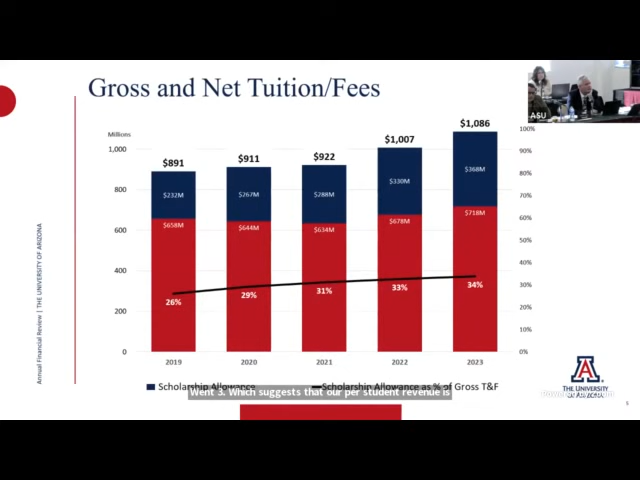 Gross and Net Tuition/Fees
ASU
Millions
1,000
800
600
400
200
0
$891
$911
$922
$1,007
$1,086
$232M
$267M
$288M
$330M
$368M
$658M
$644M
$634M
$678M
$718M
26%
29%
31%
33%
34%
100%
90%
80%
70%
60%
50%
40%
30%
20%
10%
0%
2019
2020
2021
2022
2023
Scholarship Allowance
Scholarship Allowance as % of Gross T&F
Went 3. Which suggests that our per student revenue is
Annual Financial Review | THE UNIVERSITY OF ARIZONA
A
THE UNIVERSITY
OF ARIZONA